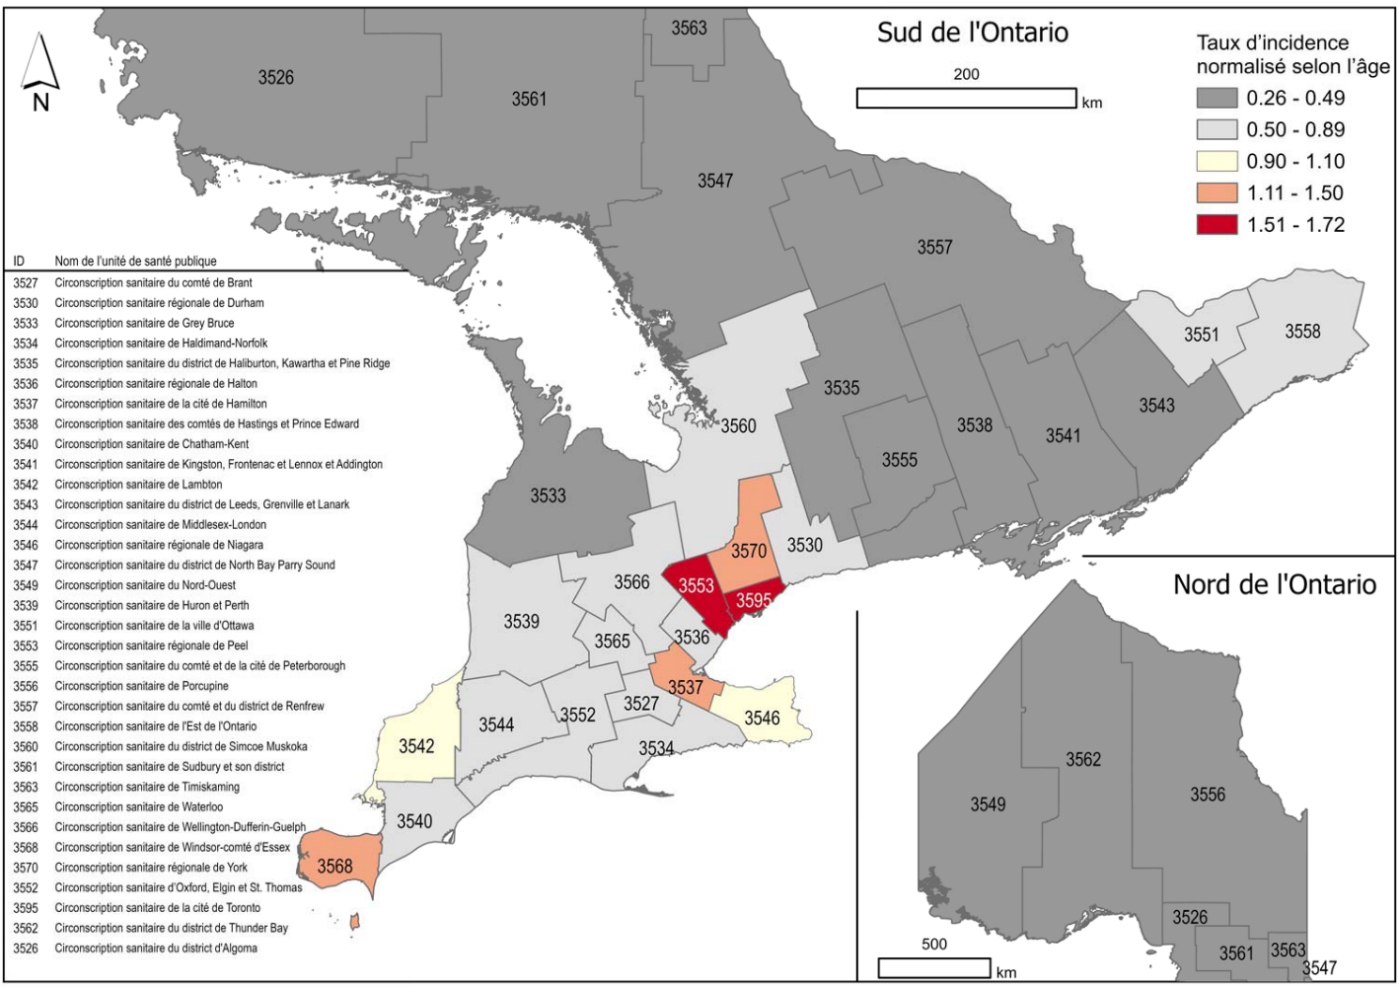 Sud de l'Ontario
200
km
N
Taux d'incidence
normalisé selon l'âge
0.26 - 0.49
0.50 - 0.89
0.90 - 1.10
1.11 - 1.50
1.51 - 1.72
3563
3526
3561
3547
3557
3551
3558
3535
3560
3538
3541
3543
3555
3533
3570
3530
3566
3553
3595
3539
3565
3536
3537
3527
3552
3544
3546
3542
3534
3540
3568
ID Nom de l'unité de santé publique
3527 Circonscription sanitaire du comté de Brant
3530 Circonscription sanitaire régionale de Durham
3533 Circonscription sanitaire de Grey Bruce
3534 Circonscription sanitaire de Haldimand-Norfolk
3535 Circonscription sanitaire du district de Haliburton, Kawartha et Pine Ridge
3536 Circonscription sanitaire régionale de Halton
3537 Circonscription sanitaire de la cité de Hamilton
3538 Circonscription sanitaire des comtés de Hastings et Prince Edward
3540 Circonscription sanitaire de Chatham-Kent
3541 Circonscription sanitaire de Kingston, Frontenac et Lennox et Addington
3542 Circonscription sanitaire de Lambton
3543 Circonscription sanitaire du district de Leeds, Grenville et Lanark
3544 Circonscription sanitaire de Middlesex-London
3546 Circonscription sanitaire régionale de Niagara
3547 Circonscription sanitaire du district de North Bay Parry Sound
3549 Circonscription sanitaire du Nord-Ouest
3539 Circonscription sanitaire de Huron et Perth
3551 Circonscription sanitaire de la ville d'Ottawa
3553 Circonscription sanitaire régionale de Peel
3555 Circonscription sanitaire du comté et de la cité de Peterborough
3556 Circonscription sanitaire de Porcupine
3557 Circonscription sanitaire du comté et du district de Renfrew
3558 Circonscription sanitaire de l'Est de l'Ontario
3560 Circonscription sanitaire du district de Simcoe Muskoka
3561 Circonscription sanitaire de Sudbury et son district
3563 Circonscription sanitaire de Timiskaming
3565 Circonscription sanitaire de Waterloo
3566 Circonscription sanitaire de Wellington-Dufferin-Guelph
3568 Circonscription sanitaire de Windsor-comté d'Essex
3570 Circonscription sanitaire régionale de York
3552 Circonscription sanitaire d'Oxford, Elgin et St. Thomas
3595 Circonscription sanitaire de la cité de Toronto
3562 Circonscription sanitaire du district de Thunder Bay
3526 Circonscription sanitaire du district d'Algoma
Nord de l'Ontario
3562
3549
3556
3526
3561
3563
3547
500
km